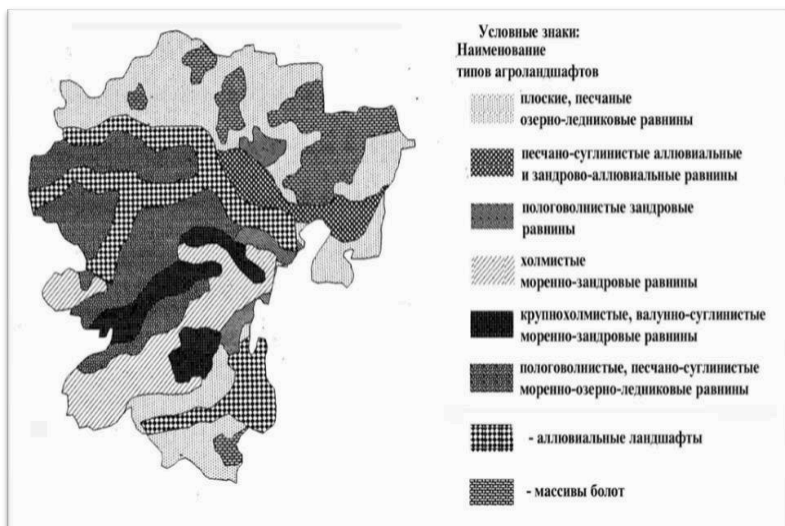 Условные знаки:
Наименование
типов агроландшафтов
плоские, песчаные
озерно-ледниковые равнины
песчано-суглинистые аллювиальные
и зандрово-аллювиальные равнины
пологоволнистые зандровые
равнины
холмистые
моренно-зандровые равнины
крупнохолмистые, валунно-суглинистые
моренно-зандровые равнины
пологоволнистые, песчано-суглинистые
моренно-озерно-ледниковые равнины
- аллювиальные ландшафты
- массивы болот